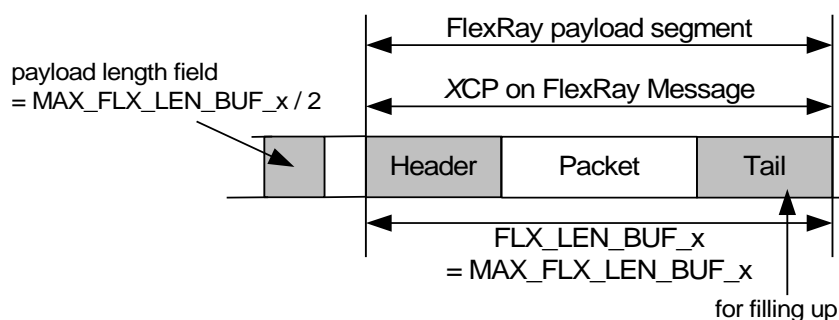 FlexRay payload segment
payload length field
= MAX_FLX_LEN_BUF_x / 2
XCP on FlexRay Message
Header
Packet
Tail
FLX_LEN_BUF_x
= MAX_FLX_LEN_BUF_x
for filling up